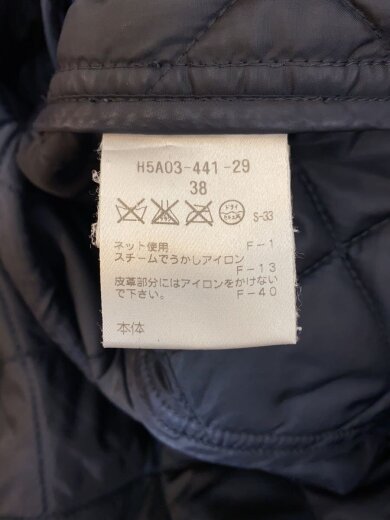 H5A03-441-29
38
ドライ
S-33
ネット使用 F-1
スチームでうかしアイロン
F-13
皮革部分にはアイロンをかけない
で下さい。 F-40
本体